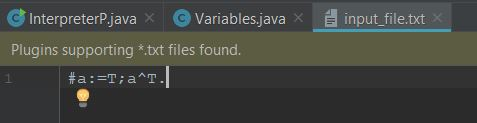 InterpreterP.java Variables.java input_file.txt
Plugins supporting *.txt files found.
1 #a:=T;a^T.